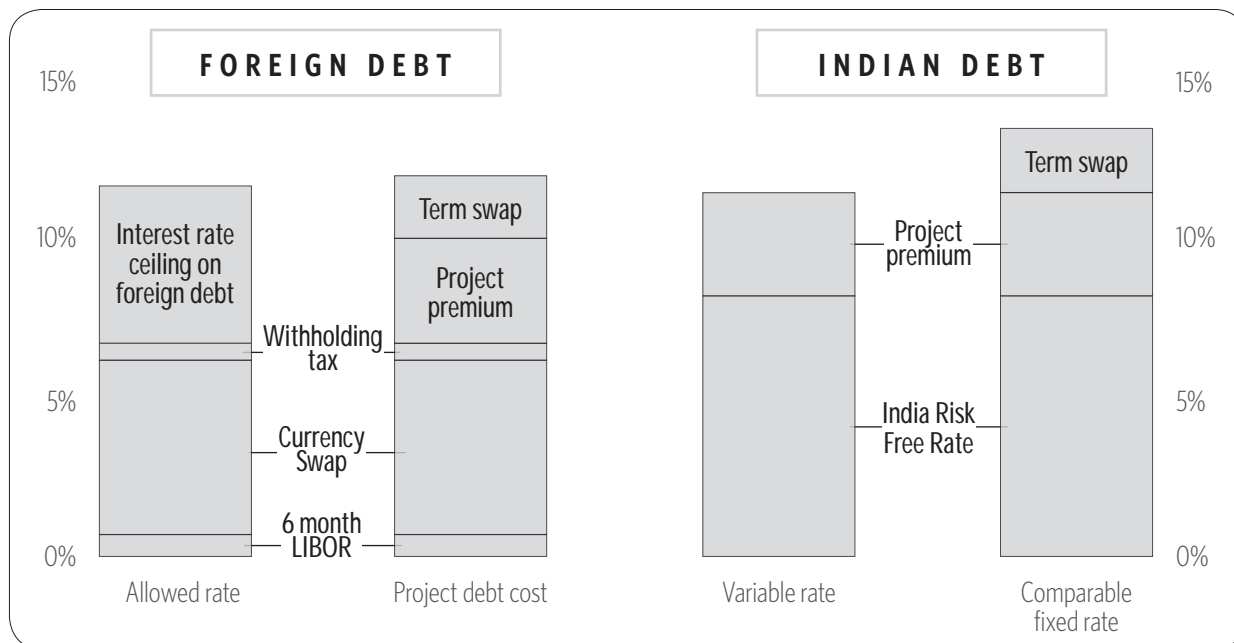 FOREIGN DEBT
15%
10%
5%
0%
Interest rate
ceiling on
foreign debt
Withholding
tax
Currency
Swap
6 month
LIBOR
Term swap
Project
premium
Allowed rate
Project debt cost
INDIAN DEBT
Project
premium
India Risk
Free Rate
Term swap
15%
10%
5%
0%
Variable rate
Comparable
fixed rate